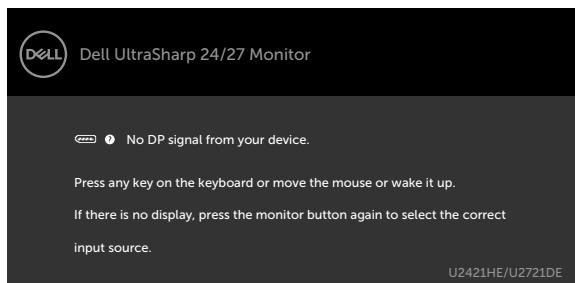 DELL
Dell UltraSharp 24/27 Monitor
? No DP signal from your device.
Press any key on the keyboard or move the mouse or wake it up.
If there is no display, press the monitor button again to select the correct
input source.
U2421HE/U2721DE